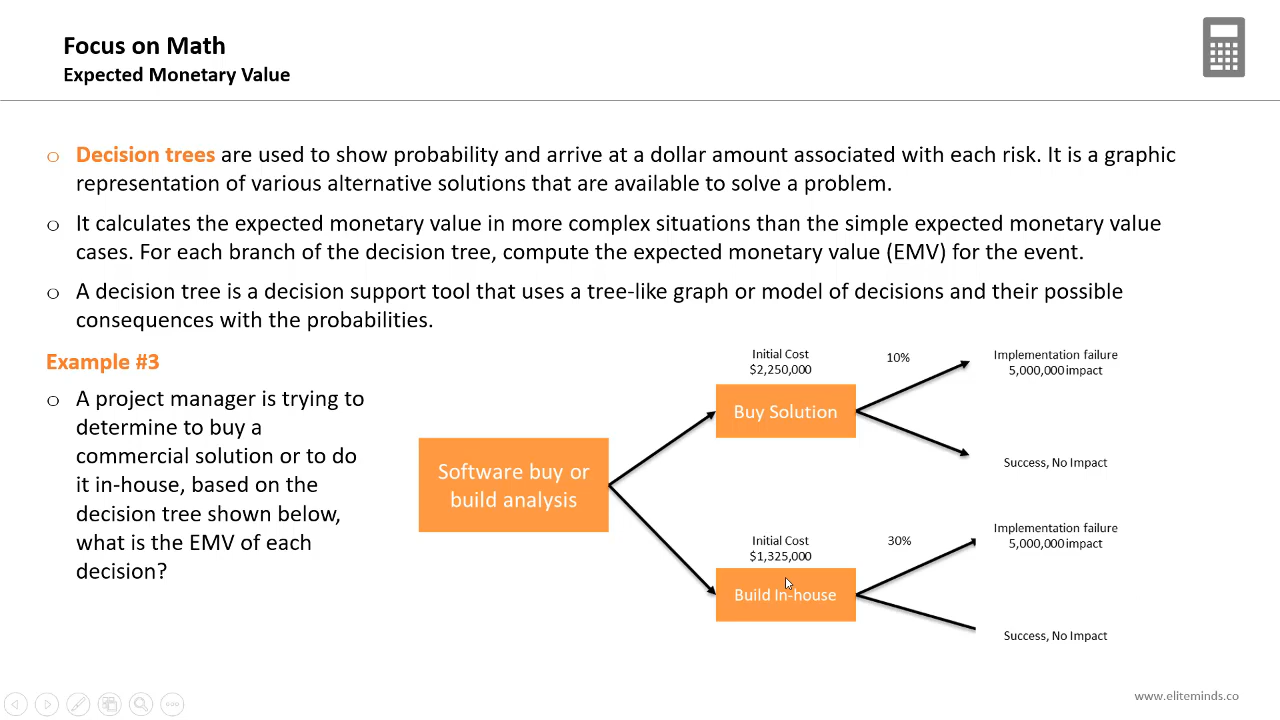 Focus on Math
Expected Monetary Value
Decision trees are used to show probability and arrive at a dollar amount associated with each risk. It is a graphic
representation of various alternative solutions that are available to solve a problem.
It calculates the expected monetary value in more complex situations than the simple expected monetary value
cases. For each branch of the decision tree, compute the expected monetary value (EMV) for the event.
A decision tree is a decision support tool that uses a tree-like graph or model of decisions and their possible
consequences with the probabilities.
Example #3
A project manager is trying to
determine to buy a
commercial solution or to do
it in-house, based on the
decision tree shown below,
what is the EMV of each
decision?
Software buy or
build analysis
Initial Cost
$2,250,000
Buy Solution
10%
Implementation failure
5,000,000 impact
Success, No Impact
Initial Cost
$1,325,000
Build In-house
30%
Implementation failure
5,000,000 impact
Success, No Impact
www.eliteminds.co